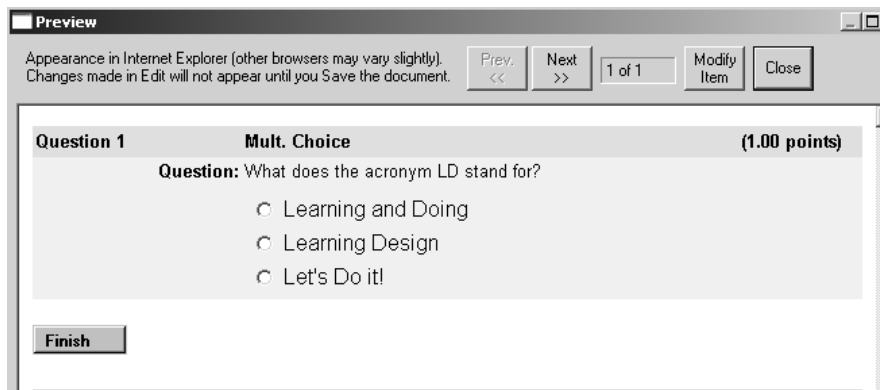 Preview
Appearance in Internet Explorer (other browsers may vary slightly).
Changes made in Edit will not appear until you Save the document.
Prev.
<<
Next
>>
1 of 1
Modify
Item
Close
Question 1 Mult. Choice (1.00 points)
Question: What does the acronym LD stand for?
Learning and Doing
Learning Design
Let's Do it!
Finish